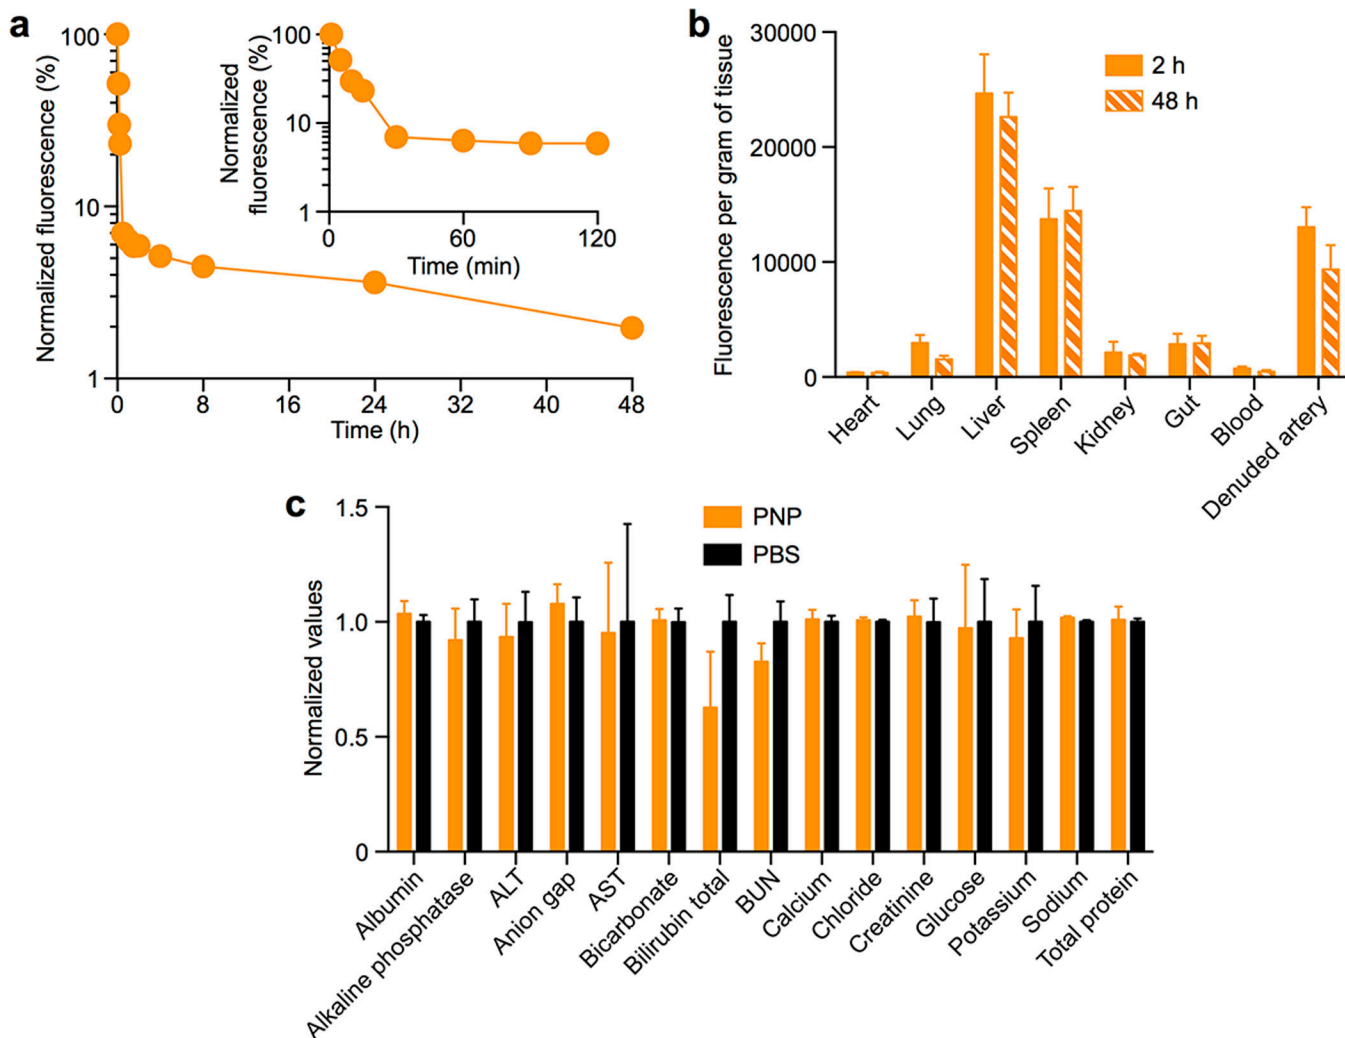 a
Normalized fluorescence (%)
100
10
1
0
8
16
24
32
40
48
Time (h)
Normalized
fluorescence (%)
100
10
1
0
60
120
Time (min)
b
Fluorescence per gram of tissue
30000
20000
10000
0
2 h
48 h
Heart
Lung
Liver
Spleen
Kidney
Gut
Blood
Denuded artery
c
Normalized values
1.5
1.0
0.5
0
PNP
PBS
Albumin
Alkaline phosphatase
ALT
Anion gap
AST
Bicarbonate
Bilirubin total
BUN
Calcium
Chloride
Creatinine
Glucose
Potassium
Sodium
Total protein